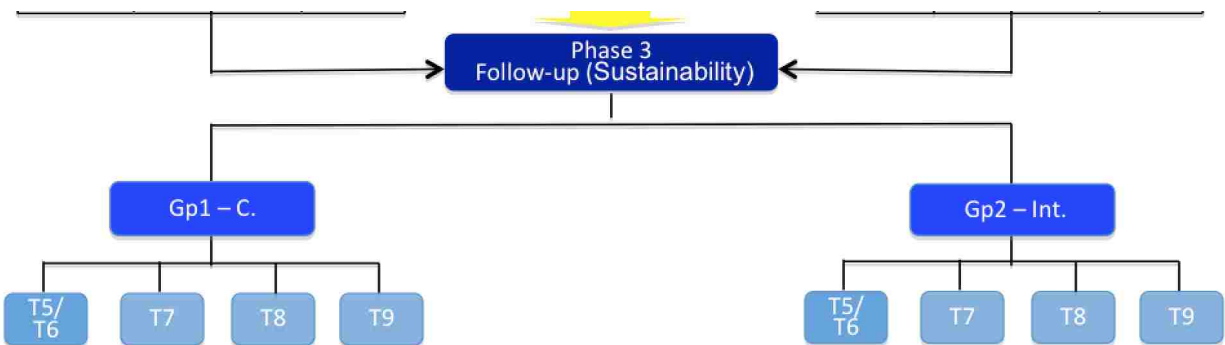 Phase 3
Follow-up (Sustainability)
Gp1 – C.
Gp2 – Int.
T5/
T6
T7
T8
T9
T5/
T6
T7
T8
T9